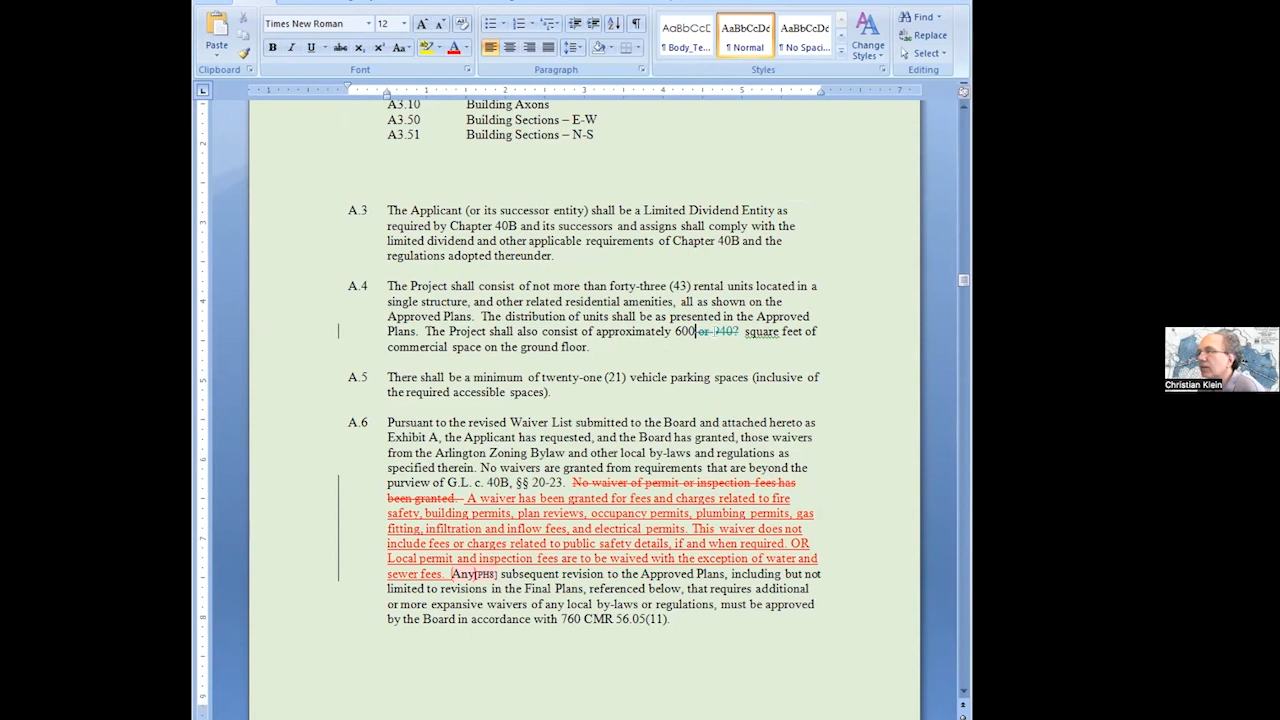 Times New Roman 12
Find
Replace
Select
Paste
B I U abc
AaBbCcDc AaBbCcDc AaBbCcDc
¶ Body_Te... ¶ Normal ¶ No Spaci...
Change
Styles
Clipboard Font Paragraph Styles Editing
1 1 2 3 4 5 7
A3.10 Building Axons
A3.50 Building Sections – E-W
A3.51 Building Sections – N-S
A.3 The Applicant (or its successor entity) shall be a Limited Dividend Entity as
required by Chapter 40B and its successors and assigns shall comply with the
limited dividend and other applicable requirements of Chapter 40B and the
regulations adopted thereunder.
A.4 The Project shall consist of not more than forty-three (43) rental units located in a
single structure, and other related residential amenities, all as shown on the
Approved Plans. The distribution of units shall be as presented in the Approved
Plans. The Project shall also consist of approximately 600 or square feet of
commercial space on the ground floor.
A.5 There shall be a minimum of twenty-one (21) vehicle parking spaces (inclusive of
the required accessible spaces).
A.6 Pursuant to the revised Waiver List submitted to the Board and attached hereto as
Exhibit A, the Applicant has requested, and the Board has granted, those waivers
from the Arlington Zoning Bylaw and other local by-laws and regulations as
specified therein. No waivers are granted from requirements that are beyond the
purview of G.L. c. 40B, §§ 20-23. No waiver of permit or inspection fees has
been granted. A waiver has been granted for fees and charges related to fire
safety, building permits, plan reviews, occupancy permits, plumbing permits, gas
fitting, infiltration and inflow fees, and electrical permits. This waiver does not
include fees or charges related to public safety details, if and when required. OR
Local permit and inspection fees are to be waived with the exception of water and
sewer fees. Any[PH8] subsequent revision to the Approved Plans, including but not
limited to revisions in the Final Plans, referenced below, that requires additional
or more expansive waivers of any local by-laws or regulations, must be approved
by the Board in accordance with 760 CMR 56.05(11).
Christian Klein